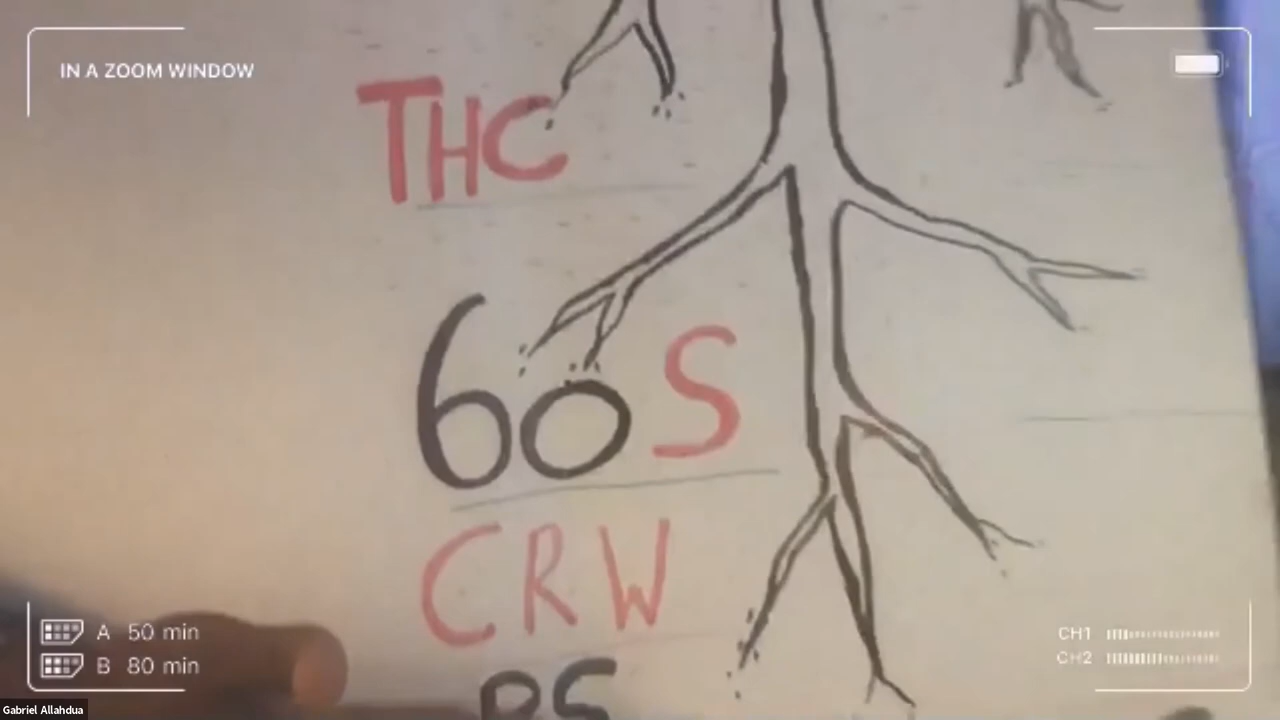 IN A ZOOM WINDOW
THC
60S
CRW
A 50 min
B 80 min
CH1
CH2
Gabriel Allahdua